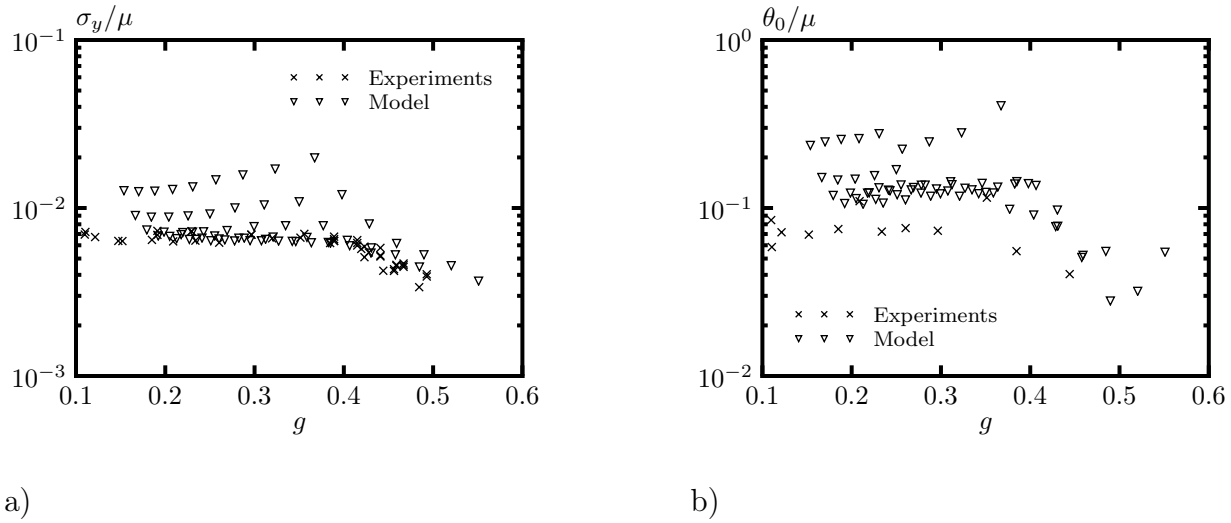 σ_y/μ
10^{-1}
10^{-2}
10^{-3}
Experiments
Model
0.1 0.2 0.3 0.4 0.5 0.6
g
a)
θ_0/μ
10^0
10^{-1}
10^{-2}
Experiments
Model
0.1 0.2 0.3 0.4 0.5 0.6
g
b)